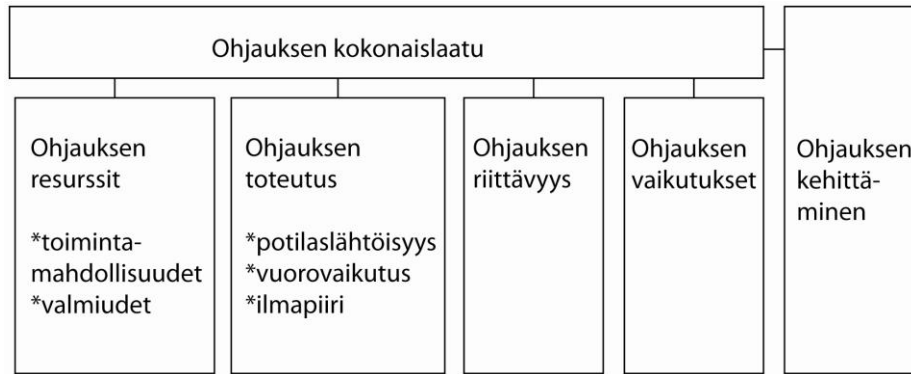 Ohjauksen kokonaislaatu
Ohjauksen
resurssit
*toiminta-
mahdollisuudet
*valmiudet
Ohjauksen
toteutus
*potilaslähtöisyys
*vuorovaikutus
*ilmapiiri
Ohjauksen
riittävyys
Ohjauksen
vaikutukset
Ohjauksen
kehittä-
minen